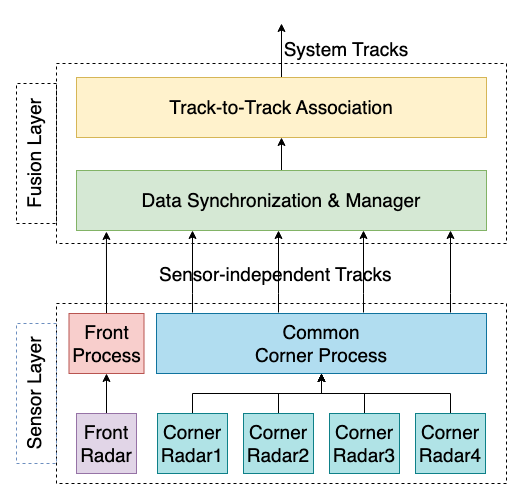 System Tracks
Fusion Layer
Track-to-Track Association
Data Synchronization & Manager
Sensor-independent Tracks
Sensor Layer
Front
Process
Common
Corner Process
Front
Radar
Corner
Radar1
Corner
Radar2
Corner
Radar3
Corner
Radar4